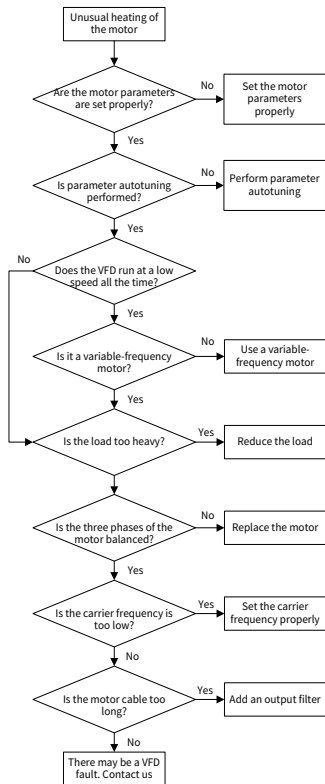 Unusual heating of
the motor
Are the motor parameters
are set properly?
No
Set the motor
parameters
properly
Yes
Is parameter autotuning
performed?
No
Perform parameter
autotuning
Yes
No
Does the VFD run at a low
speed all the time?
Yes
Is it a variable-frequency
motor?
No
Use a variable-
frequency motor
Yes
Is the load too heavy?
Yes
Reduce the load
Is the three phases of the
motor balanced?
No
Replace the motor
Yes
Is the carrier frequency is
too low?
Yes
Set the carrier
frequency properly
No
Is the motor cable too
long?
Yes
Add an output filter
No
There may be a VFD
fault. Contact us